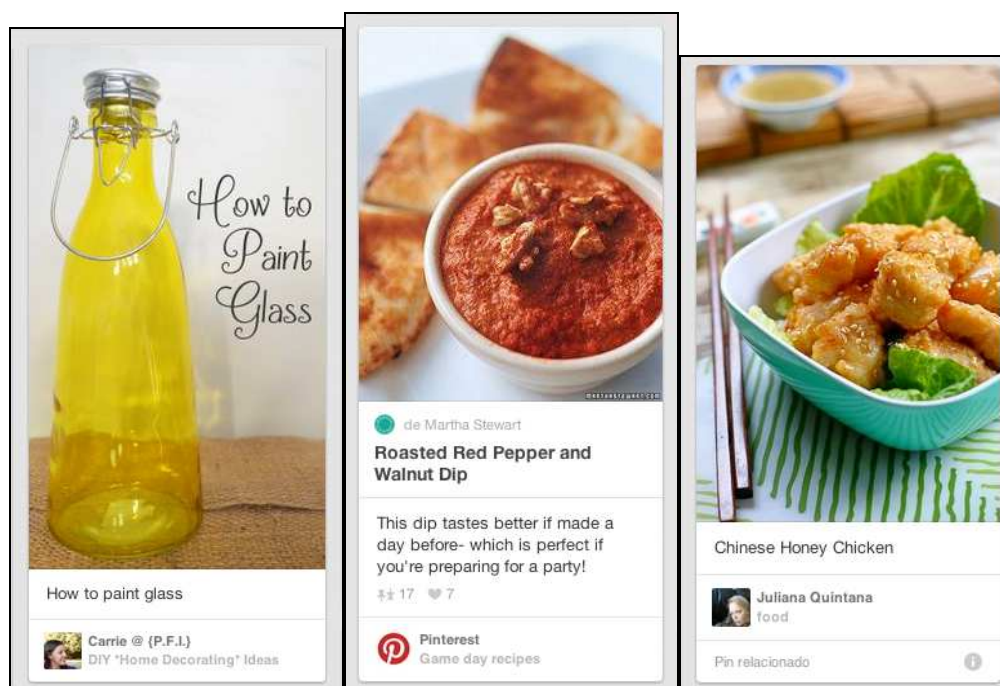 How to
Paint
Glass
How to paint glass
Carrie @ {P.F.I.}
DIY *Home Decorating* Ideas
de Martha Stewart
Roasted Red Pepper and
Walnut Dip
This dip tastes better if made a
day before- which is perfect if
you're preparing for a party!
17 7
Pinterest
Game day recipes
Chinese Honey Chicken
Juliana Quintana
food
Pin relacionado